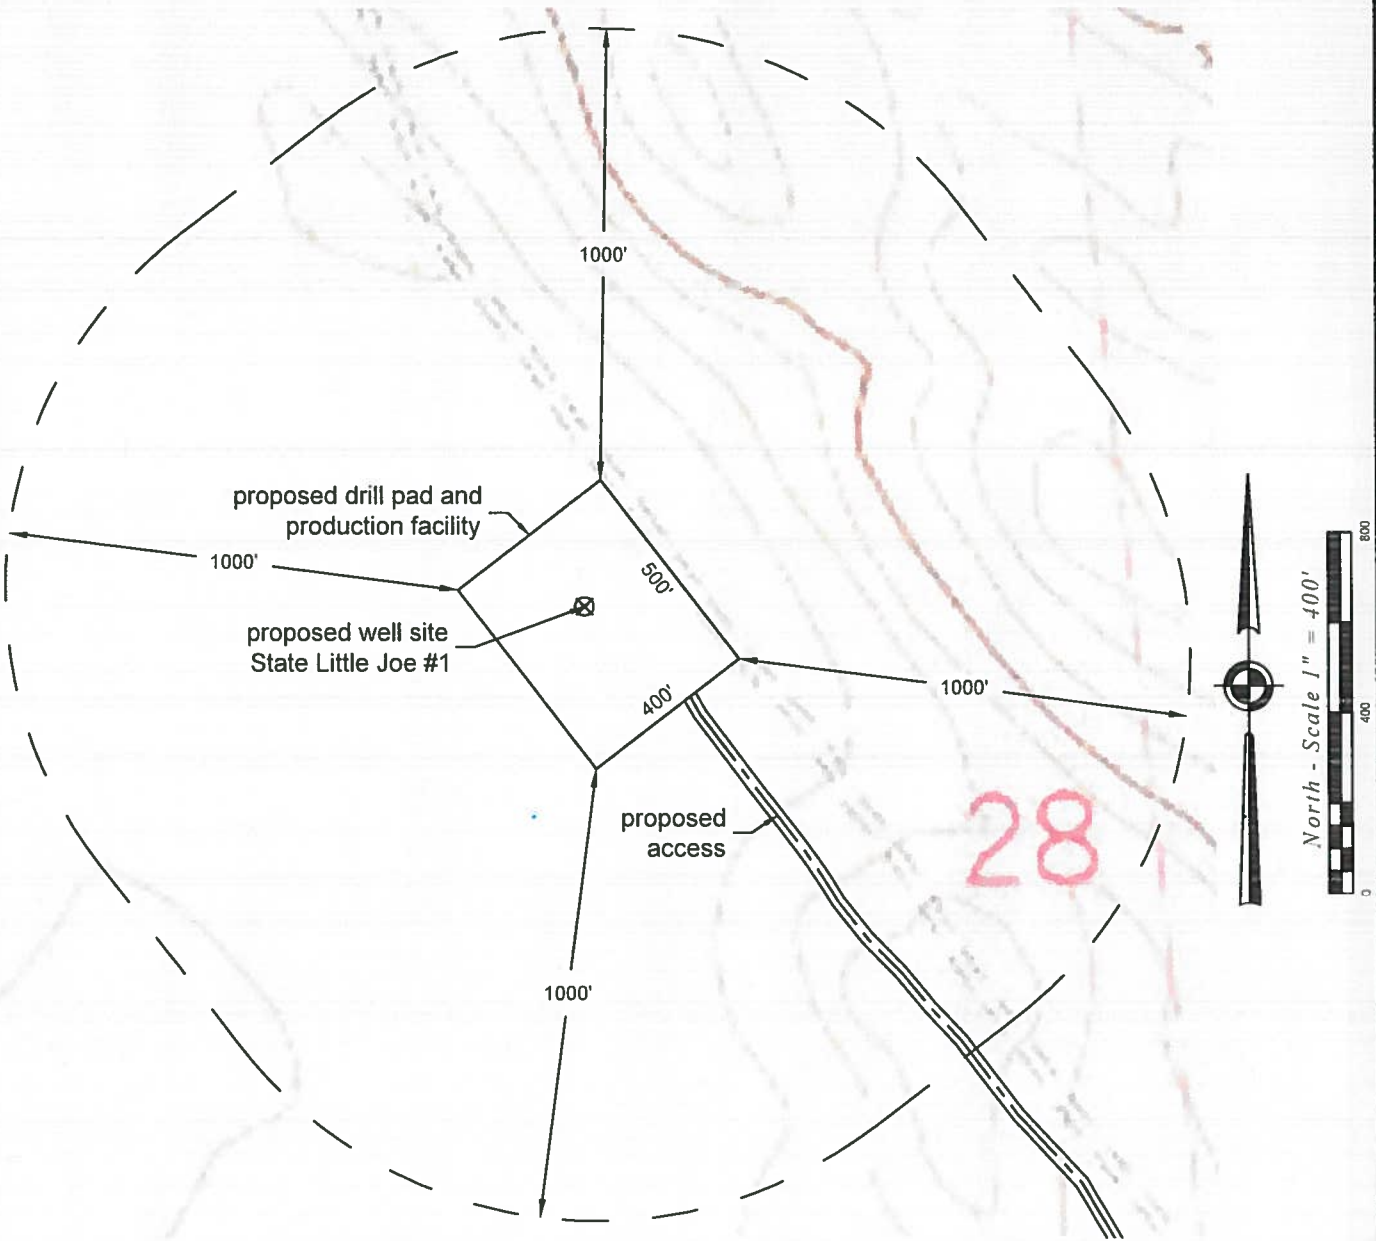 1000'
proposed drill pad and
production facility
1000'
500'
proposed well site
State Little Joe #1
400'
1000'
proposed
access
28
1000'
North - Scale 1" = 400'
0
400
800